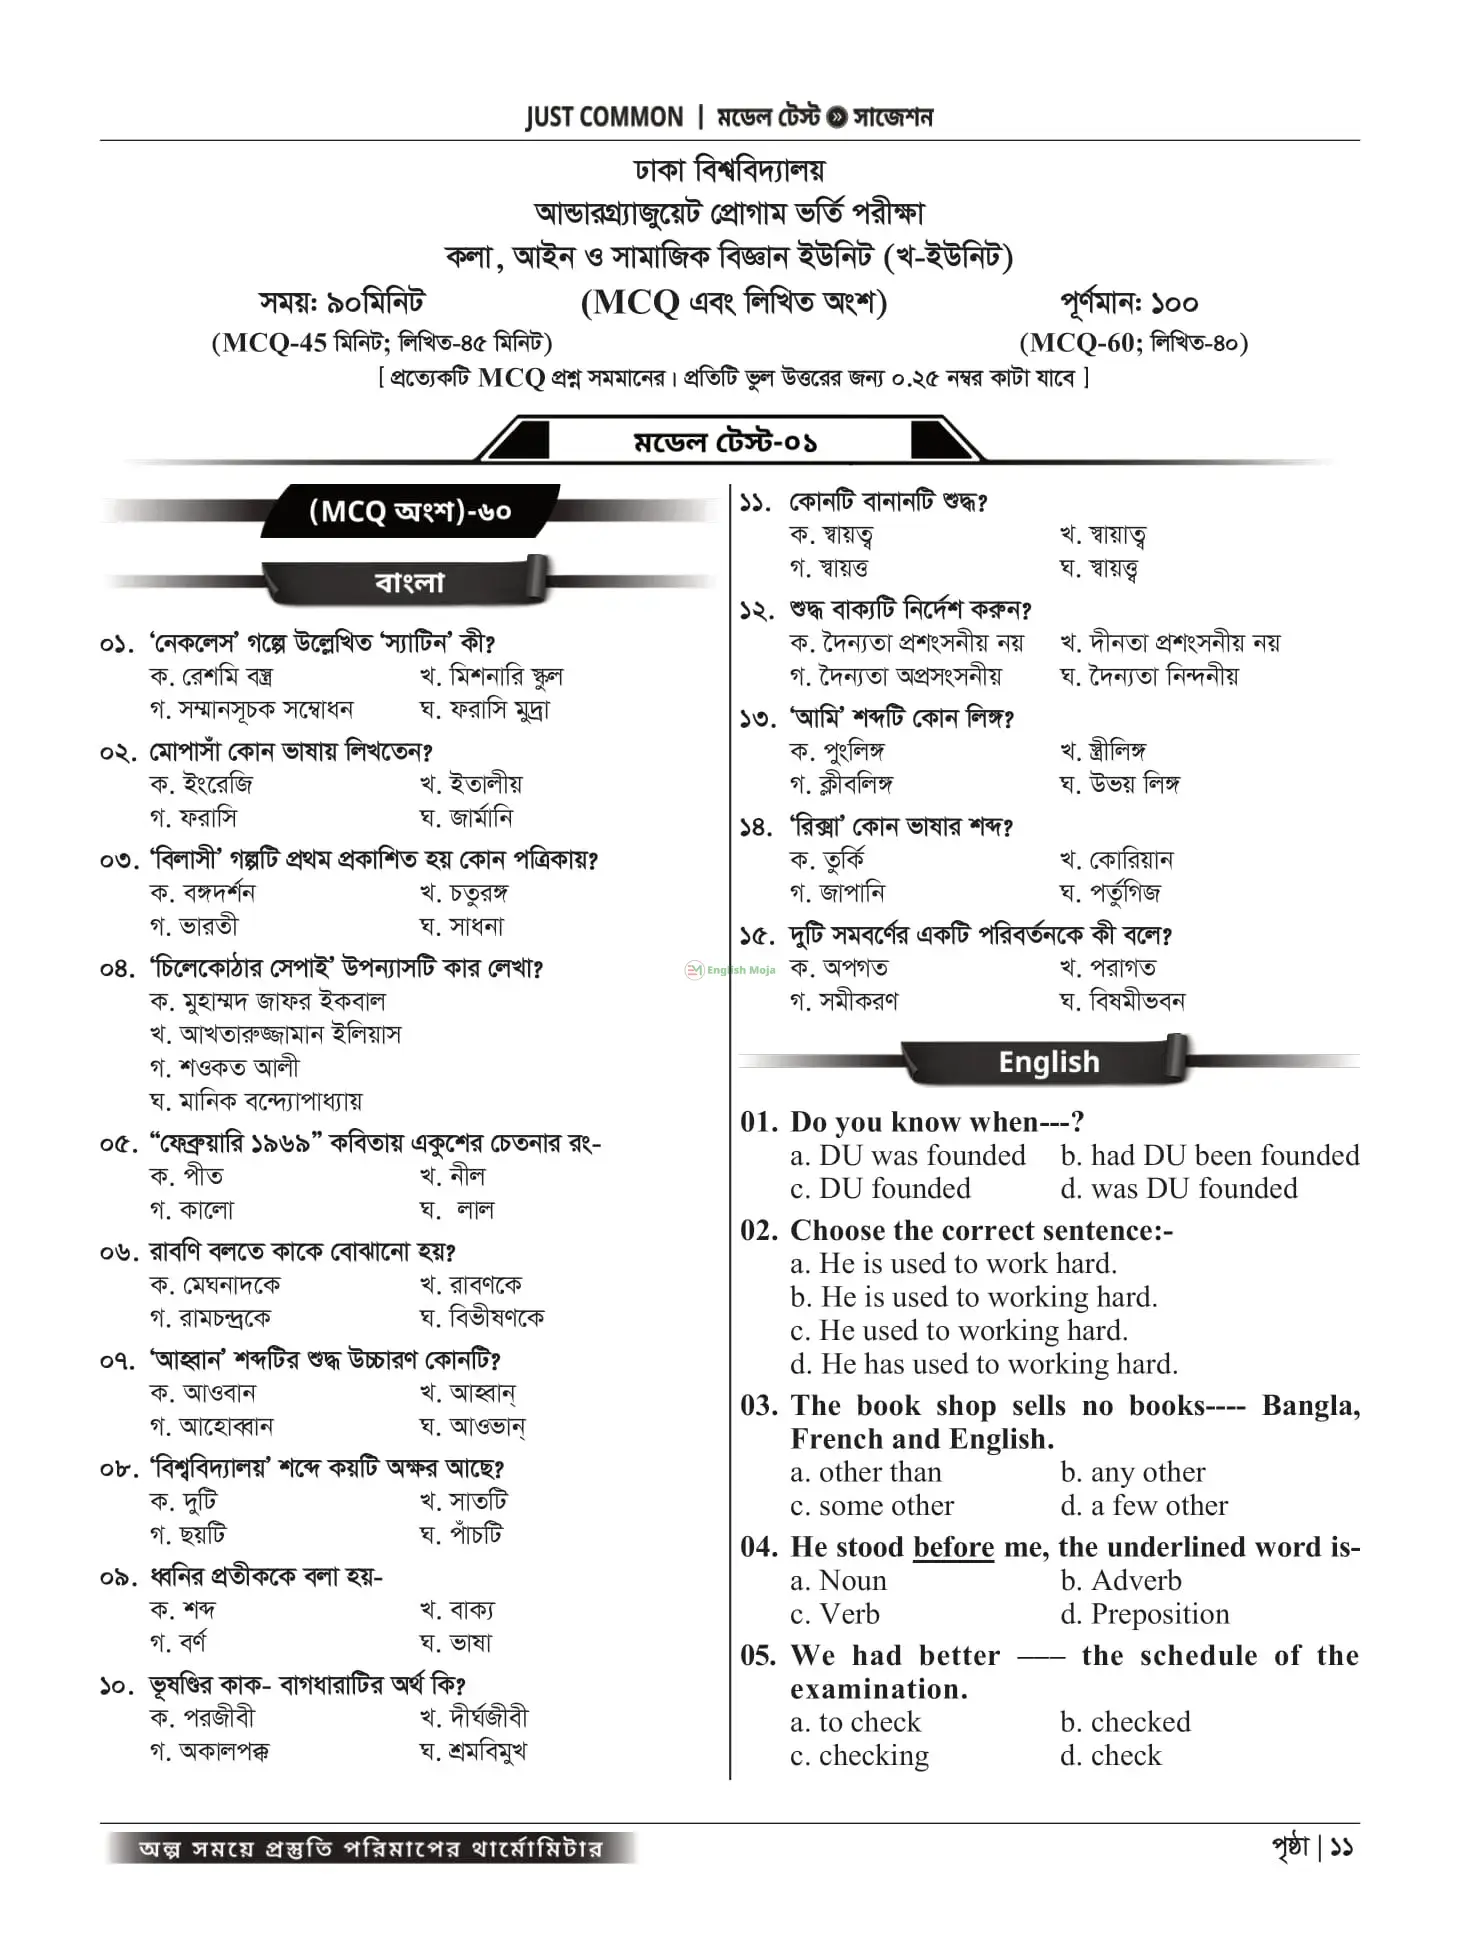 JUST COMMON | মডেল টেস্ট » সাজেশন
ঢাকা বিশ্ববিদ্যালয়
আন্ডারগ্র্যাজুয়েট প্রোগাম ভর্তি পরীক্ষা
কলা, আইন ও সামাজিক বিজ্ঞান ইউনিট (খ-ইউনিট)
সময়: ৯০মিনিট (MCQ এবং লিখিত অংশ) পূর্ণমান: ১০০
(MCQ-45 মিনিট; লিখিত-৪৫ মিনিট) (MCQ-60; লিখিত-৪০)
[ প্রত্যেকটি MCQ প্রশ্ন সমমানের। প্রতিটি ভুল উত্তরের জন্য ০.২৫ নম্বর কাটা যাবে ]
মডেল টেস্ট-০১
(MCQ অংশ)-৬০
বাংলা
০১. ‘নেকলেস’ গল্পে উল্লেখিত ‘স্যাটিন’ কী?
ক. রেশমি বস্ত্র খ. মিশনারি স্কুল
গ. সম্মানসূচক সম্বোধন ঘ. ফরাসি মুদ্রা
০২. মোপাসাঁ কোন ভাষায় লিখতেন?
ক. ইংরেজি খ. ইতালীয়
গ. ফরাসি ঘ. জার্মানি
০৩. ‘বিলাসী’ গল্পটি প্রথম প্রকাশিত হয় কোন পত্রিকায়?
ক. বঙ্গদর্শন খ. চতুরঙ্গ
গ. ভারতী ঘ. সাধনা
০৪. ‘চিলেকোঠার সেপাই’ উপন্যাসটি কার লেখা?
ক. মুহাম্মদ জাফর ইকবাল
খ. আখতারুজ্জামান ইলিয়াস
গ. শওকত আলী
ঘ. মানিক বন্দ্যোপাধ্যায়
০৫. “ফেব্রুয়ারি ১৯৬৯” কবিতায় একুশের চেতনার রং-
ক. পীত খ. নীল
গ. কালো ঘ. লাল
০৬. রাবণি বলতে কাকে বোঝানো হয়?
ক. মেঘনাদকে খ. রাবণকে
গ. রামচন্দ্রকে ঘ. বিভীষণকে
০৭. ‘আহ্বান’ শব্দটির শুদ্ধ উচ্চারণ কোনটি?
ক. আওবান খ. আহ্বান্
গ. আহোব্বান ঘ. আওভান্
০৮. ‘বিশ্ববিদ্যালয়’ শব্দে কয়টি অক্ষর আছে?
ক. দুটি খ. সাতটি
গ. ছয়টি ঘ. পাঁচটি
০৯. ধ্বনির প্রতীককে বলা হয়-
ক. শব্দ খ. বাক্য
গ. বর্ণ ঘ. ভাষা
১০. ভূষণ্ডির কাক- বাগধারাটির অর্থ কি?
ক. পরজীবী খ. দীর্ঘজীবী
গ. অকালপক্ক ঘ. শ্রমবিমুখ
১১. কোনটি বানানটি শুদ্ধ?
ক. স্বায়ত্ব খ. স্বায়াত্ব
গ. স্বায়ত্ত ঘ. স্বায়ত্ত্ব
১২. শুদ্ধ বাক্যটি নির্দেশ করুন?
ক. দৈন্যতা প্রশংসনীয় নয় খ. দীনতা প্রশংসনীয় নয়
গ. দৈন্যতা অপ্রসংসনীয় ঘ. দৈন্যতা নিন্দনীয়
১৩. ‘আমি’ শব্দটি কোন লিঙ্গ?
ক. পুংলিঙ্গ খ. স্ত্রীলিঙ্গ
গ. ক্লীবলিঙ্গ ঘ. উভয় লিঙ্গ
১৪. ‘রিক্সা’ কোন ভাষার শব্দ?
ক. তুর্কি খ. কোরিয়ান
গ. জাপানি ঘ. পর্তুগিজ
১৫. দুটি সমবর্ণের একটি পরিবর্তনকে কী বলে?
ক. অপগত খ. পরাগত
গ. সমীকরণ ঘ. বিষমীভবন
EM English Moja
English
01. Do you know when---?
a. DU was founded b. had DU been founded
c. DU founded d. was DU founded
02. Choose the correct sentence:-
a. He is used to work hard.
b. He is used to working hard.
c. He used to working hard.
d. He has used to working hard.
03. The book shop sells no books---- Bangla,
French and English.
a. other than b. any other
c. some other d. a few other
04. He stood before me, the underlined word is-
a. Noun b. Adverb
c. Verb d. Preposition
05. We had better ––– the schedule of the
examination.
a. to check b. checked
c. checking d. check
অল্প সময়ে প্রস্তুতি পরিমাপের থার্মোমিটার
পৃষ্ঠা | ১১